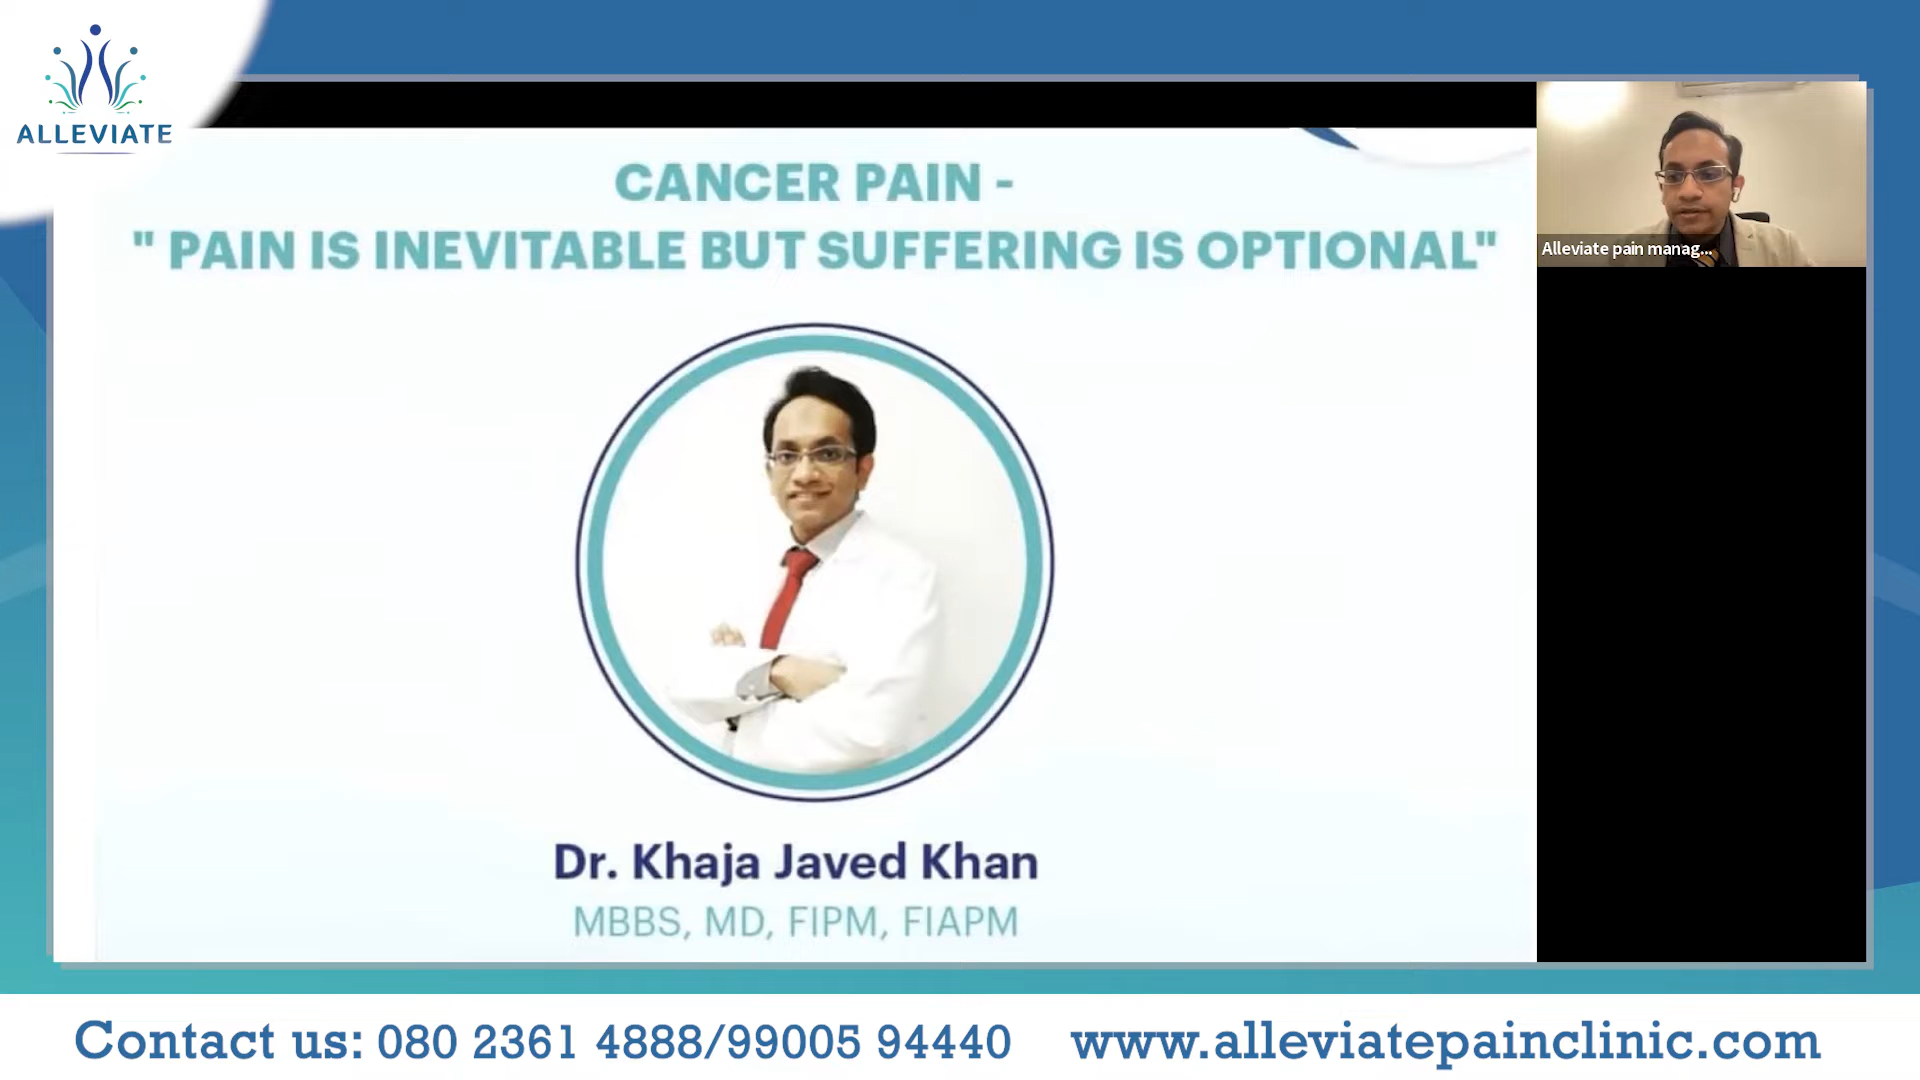 ALLEVIATE
CANCER PAIN -
" PAIN IS INEVITABLE BUT SUFFERING IS OPTIONAL"
Alleviate pain manag...
Dr. Khaja Javed Khan
MBBS, MD, FIPM, FIAPM
Contact us: 080 2361 4888/99005 94440 www.alleviatepainclinic.com